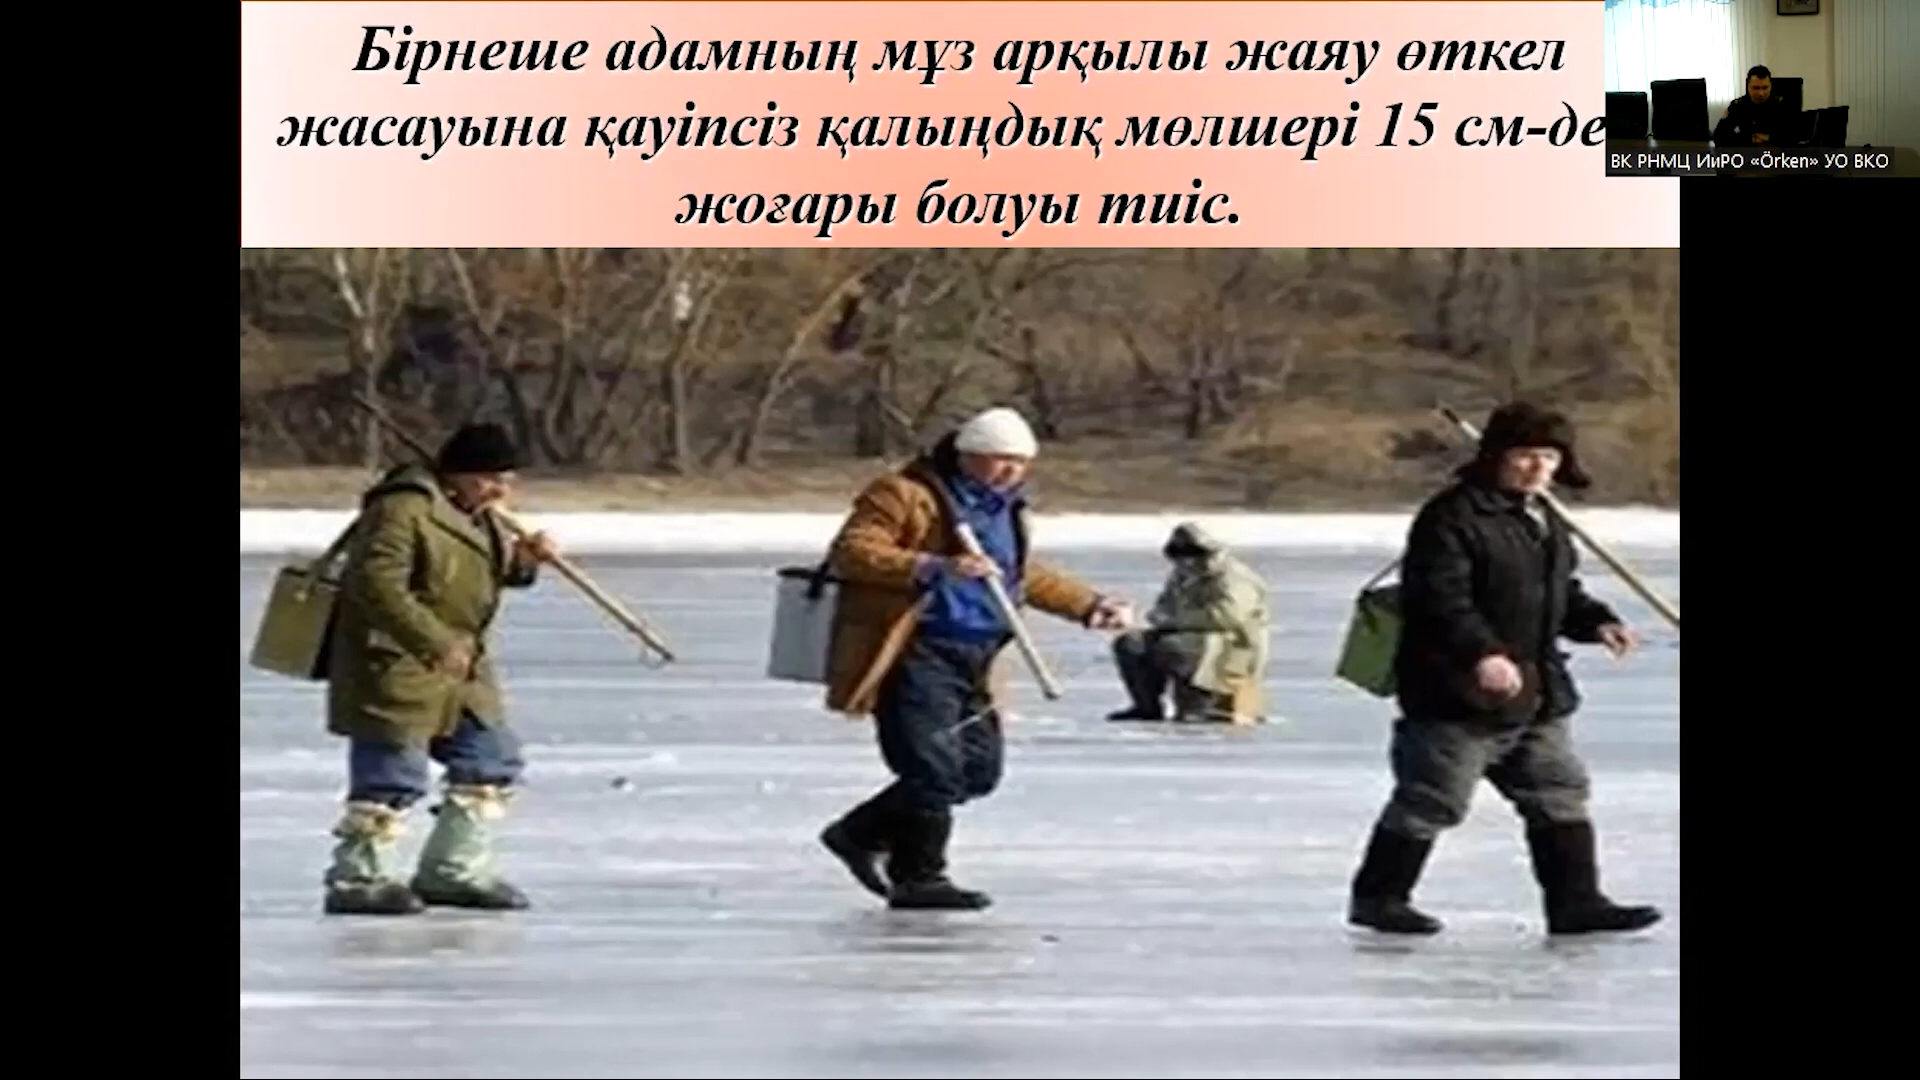 Бірнеше адамның мұз арқылы жаяу өткел
жасауына қауіпсіз қалыңдық мөлшері 15 см-де
жоғары болуы тиіс.
ВК РНМЦ ИиРО «Örken» УО ВКО